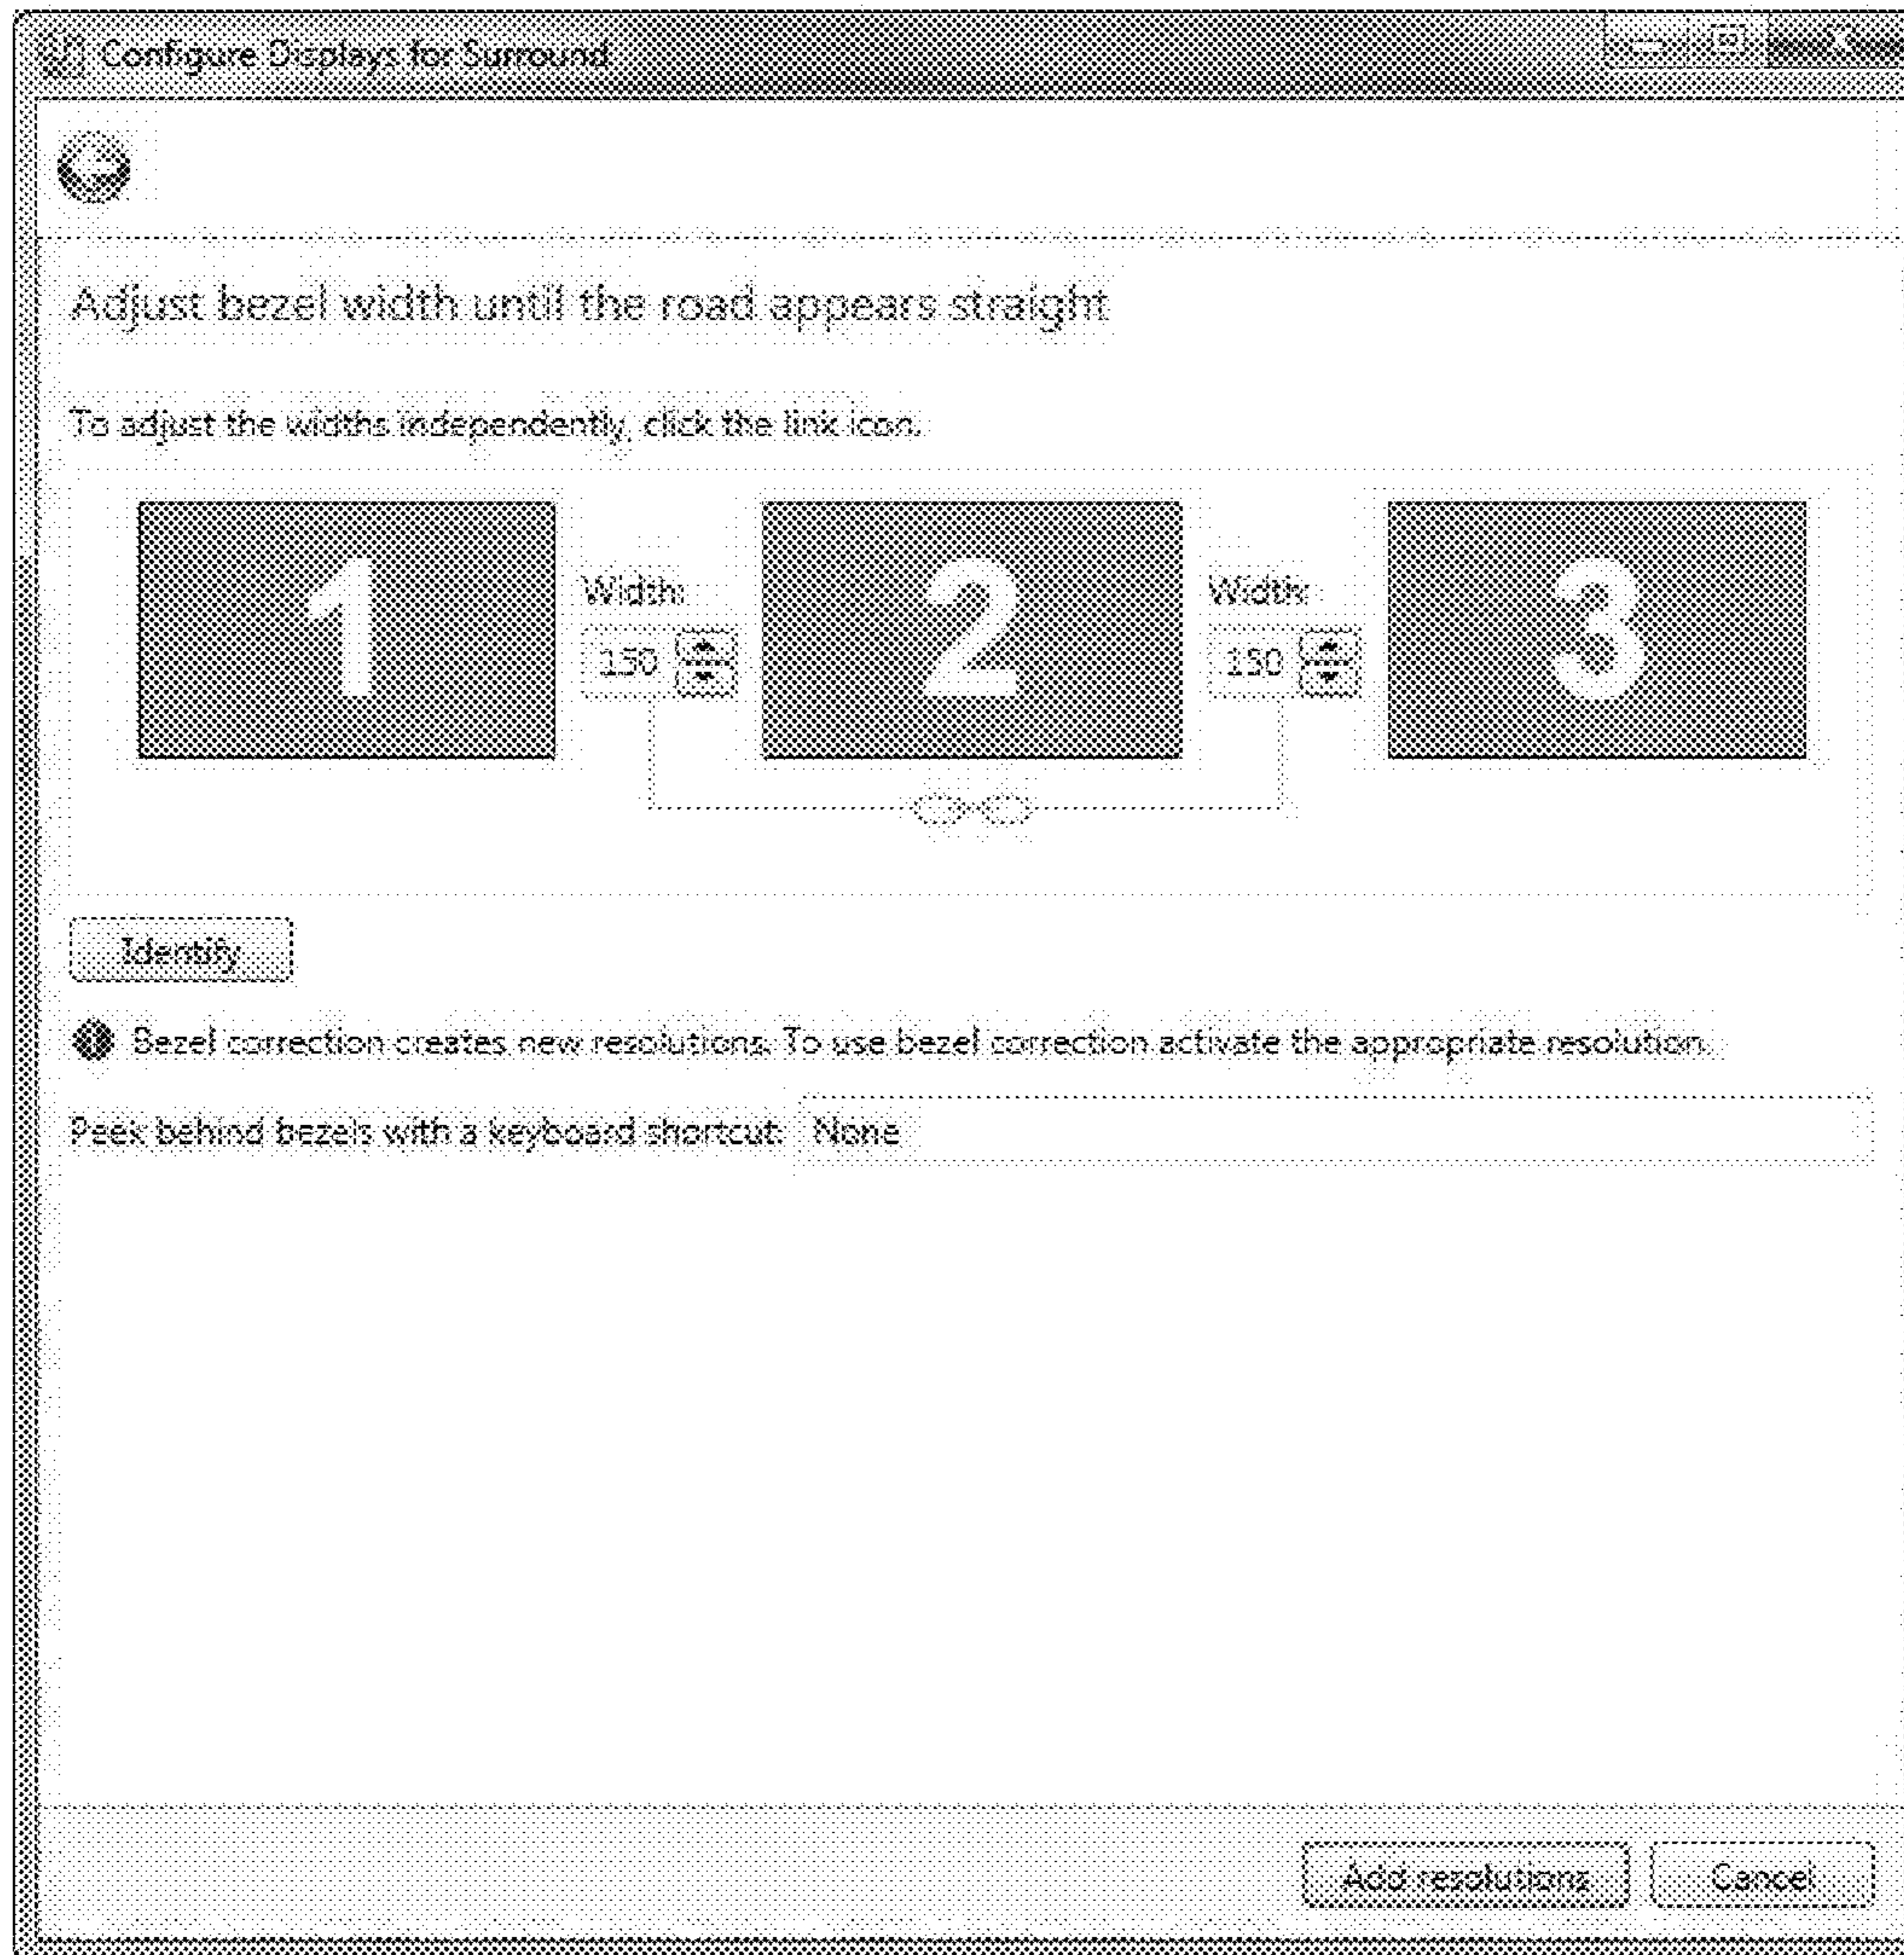 Configure Displays for Surround
Adjust bezel width until the road appears straight
To adjust the widths independently, click the link icon.
1 Width: 2 Width: 3
150 150
Identify
Bezel correction creates new resolutions. To use bezel correction activate the appropriate resolution.
Peek behind bezels with a keyboard shortcut: None
Add resolutions Cancel